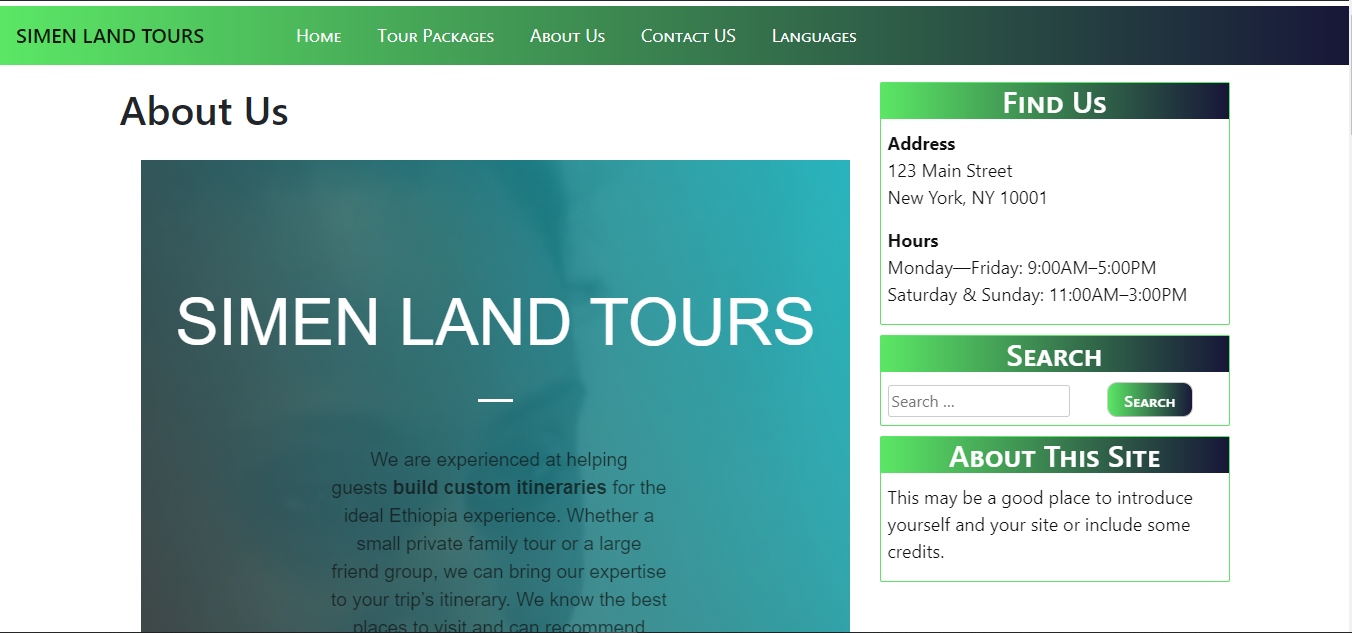 SIMEN LAND TOURS Home Tour Packages About Us Contact US Languages
About Us
SIMEN LAND TOURS
We are experienced at helping
guests build custom itineraries for the
ideal Ethiopia experience. Whether a
small private family tour or a large
friend group, we can bring our expertise
to your trip’s itinerary. We know the best
places to visit and can recommend
Find Us
Address
123 Main Street
New York, NY 10001
Hours
Monday—Friday: 9:00AM–5:00PM
Saturday & Sunday: 11:00AM–3:00PM
Search
Search ... Search
About This Site
This may be a good place to introduce
yourself and your site or include some
credits.